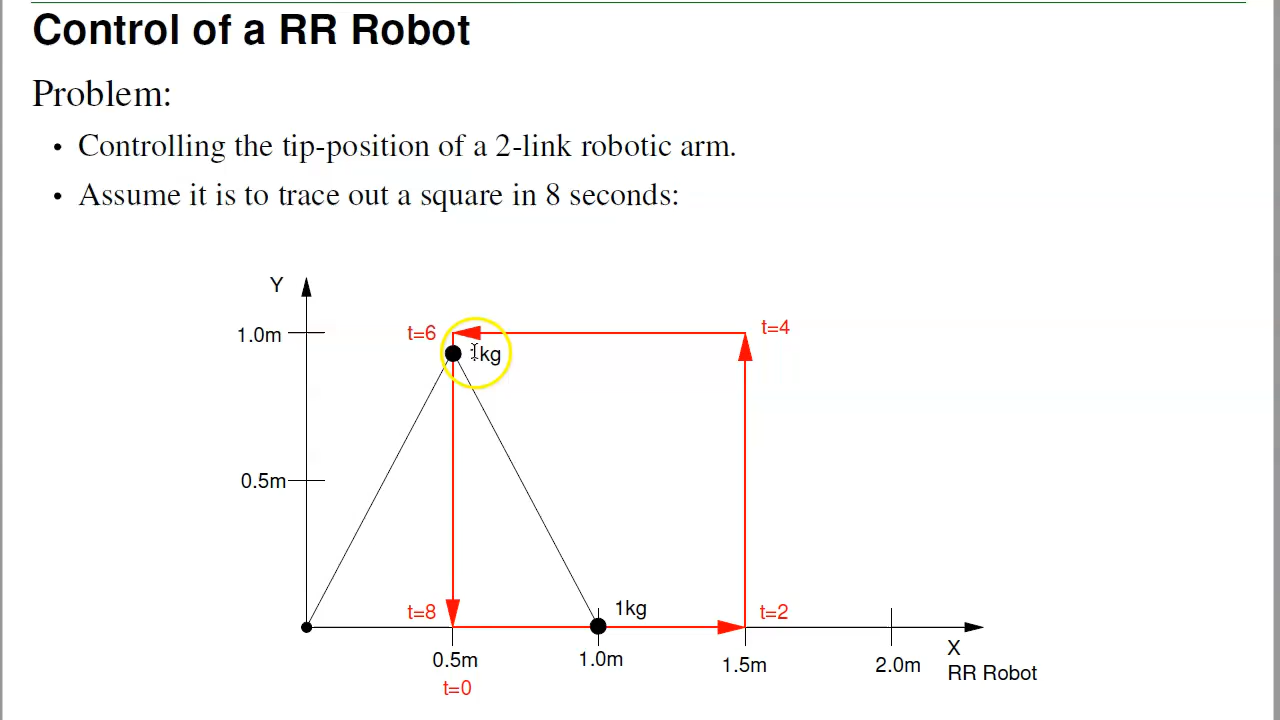 Control of a RR Robot
Problem:
• Controlling the tip-position of a 2-link robotic arm.
• Assume it is to trace out a square in 8 seconds:
Y
1.0m
t=6
t=4
kg
0.5m
t=8
1kg
t=2
0.5m
1.0m
1.5m
2.0m
X
t=0
RR Robot